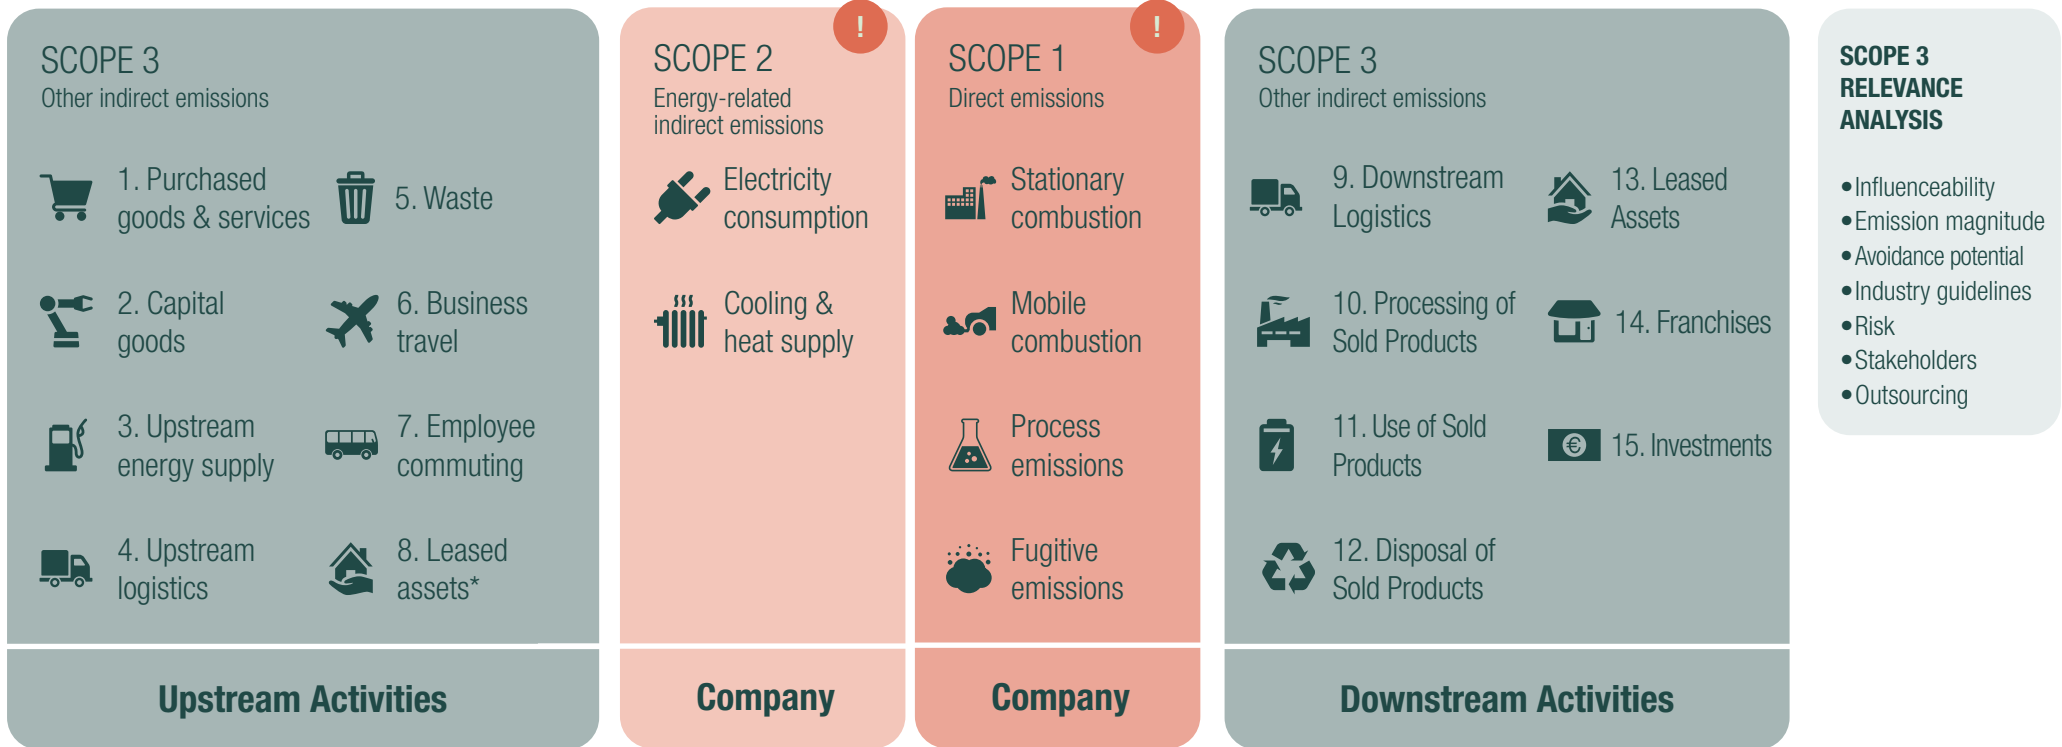 SCOPE 3
Other indirect emissions
1. Purchased
goods & services
2. Capital
goods
3. Upstream
energy supply
4. Upstream
logistics
5. Waste
6. Business
travel
7. Employee
commuting
8. Leased
assets*
Upstream Activities
!
SCOPE 2
Energy-related
indirect emissions
Electricity
consumption
Cooling &
heat supply
Company
!
SCOPE 1
Direct emissions
Stationary
combustion
Mobile
combustion
Process
emissions
Fugitive
emissions
Company
SCOPE 3
Other indirect emissions
9. Downstream
Logistics
10. Processing of
Sold Products
11. Use of Sold
Products
12. Disposal of
Sold Products
13. Leased
Assets
14. Franchises
€
15. Investments
Downstream Activities
SCOPE 3
RELEVANCE
ANALYSIS
• Influenceability
• Emission magnitude
• Avoidance potential
• Industry guidelines
• Risk
• Stakeholders
• Outsourcing